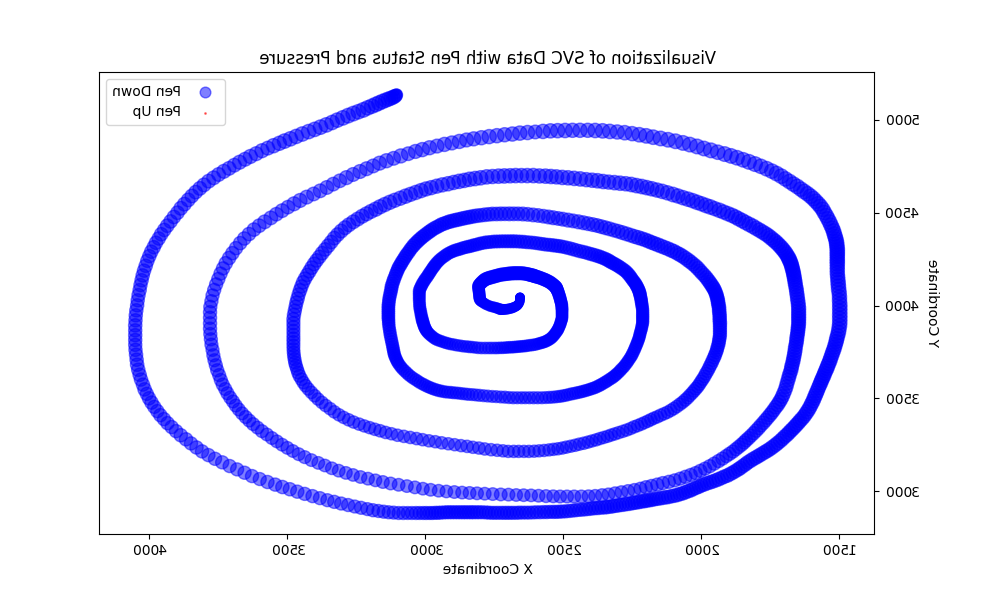 Visualization of SVC Data with Pen Status and Pressure
Pen Down
Pen Up
5000
4500
4000
3500
3000
Y Coordinate
4000
3500
3000
2500
2000
1500
X Coordinate